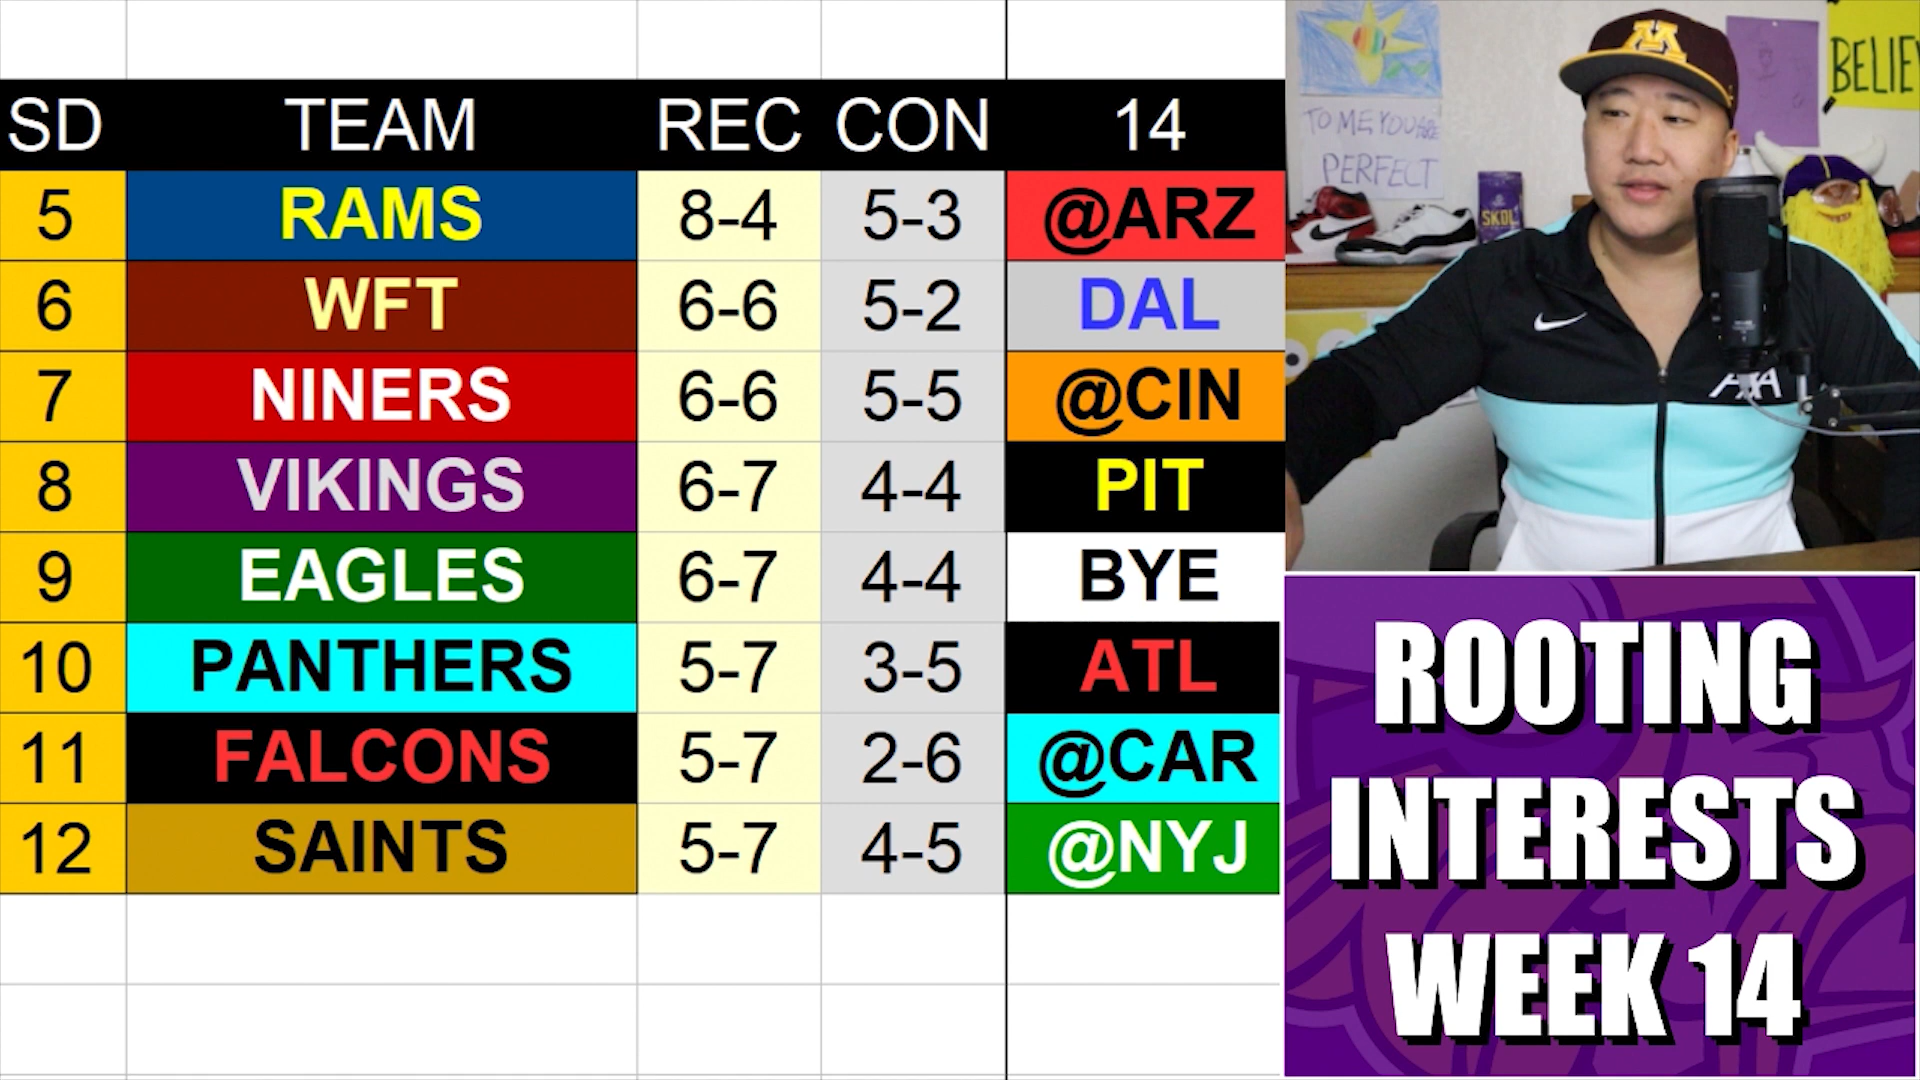 SD TEAM REC CON 14
5 RAMS 8-4 5-3 @ARZ
6 WFT 6-6 5-2 DAL
7 NINERS 6-6 5-5 @CIN
8 VIKINGS 6-7 4-4 PIT
9 EAGLES 6-7 4-4 BYE
10 PANTHERS 5-7 3-5 ATL
11 FALCONS 5-7 2-6 @CAR
12 SAINTS 5-7 4-5 @NYJ
M
BELIE
TO ME YOU ARE
PERFECT
SKOL
AXA
ROOTING
INTERESTS
WEEK 14